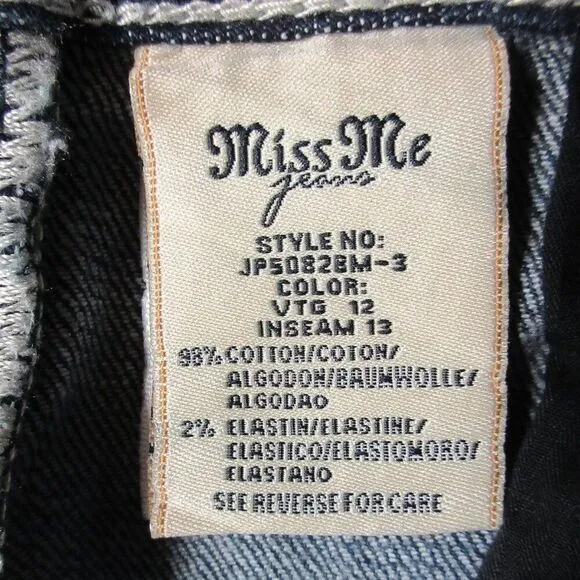 Miss Me
jeans
STYLE NO:
JP5082BM-3
COLOR:
VTG 12
INSEAM 13
98% COTTON/COTON/
ALGODON/BAUMWOLLE/
ALGODAO
2% ELASTIN/ELASTINE/
ELASTICO/ELASTOMORO/
ELASTANO
SEE REVERSE FOR CARE